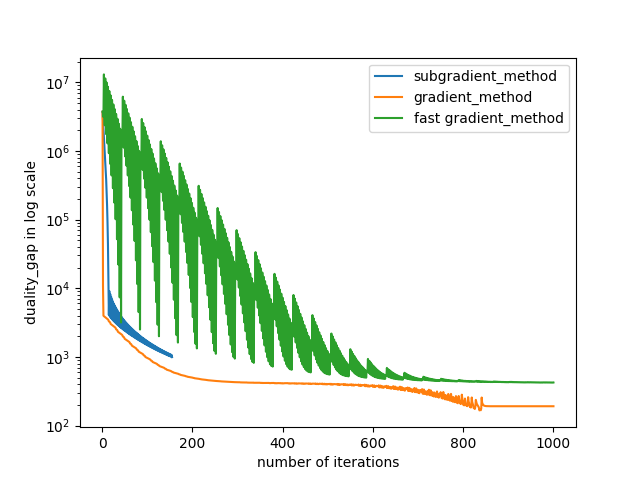 subgradient_method
gradient_method
fast gradient_method
duality_gap in log scale
10^7
10^6
10^5
10^4
10^3
10^2
0
200
400
600
800
1000
number of iterations